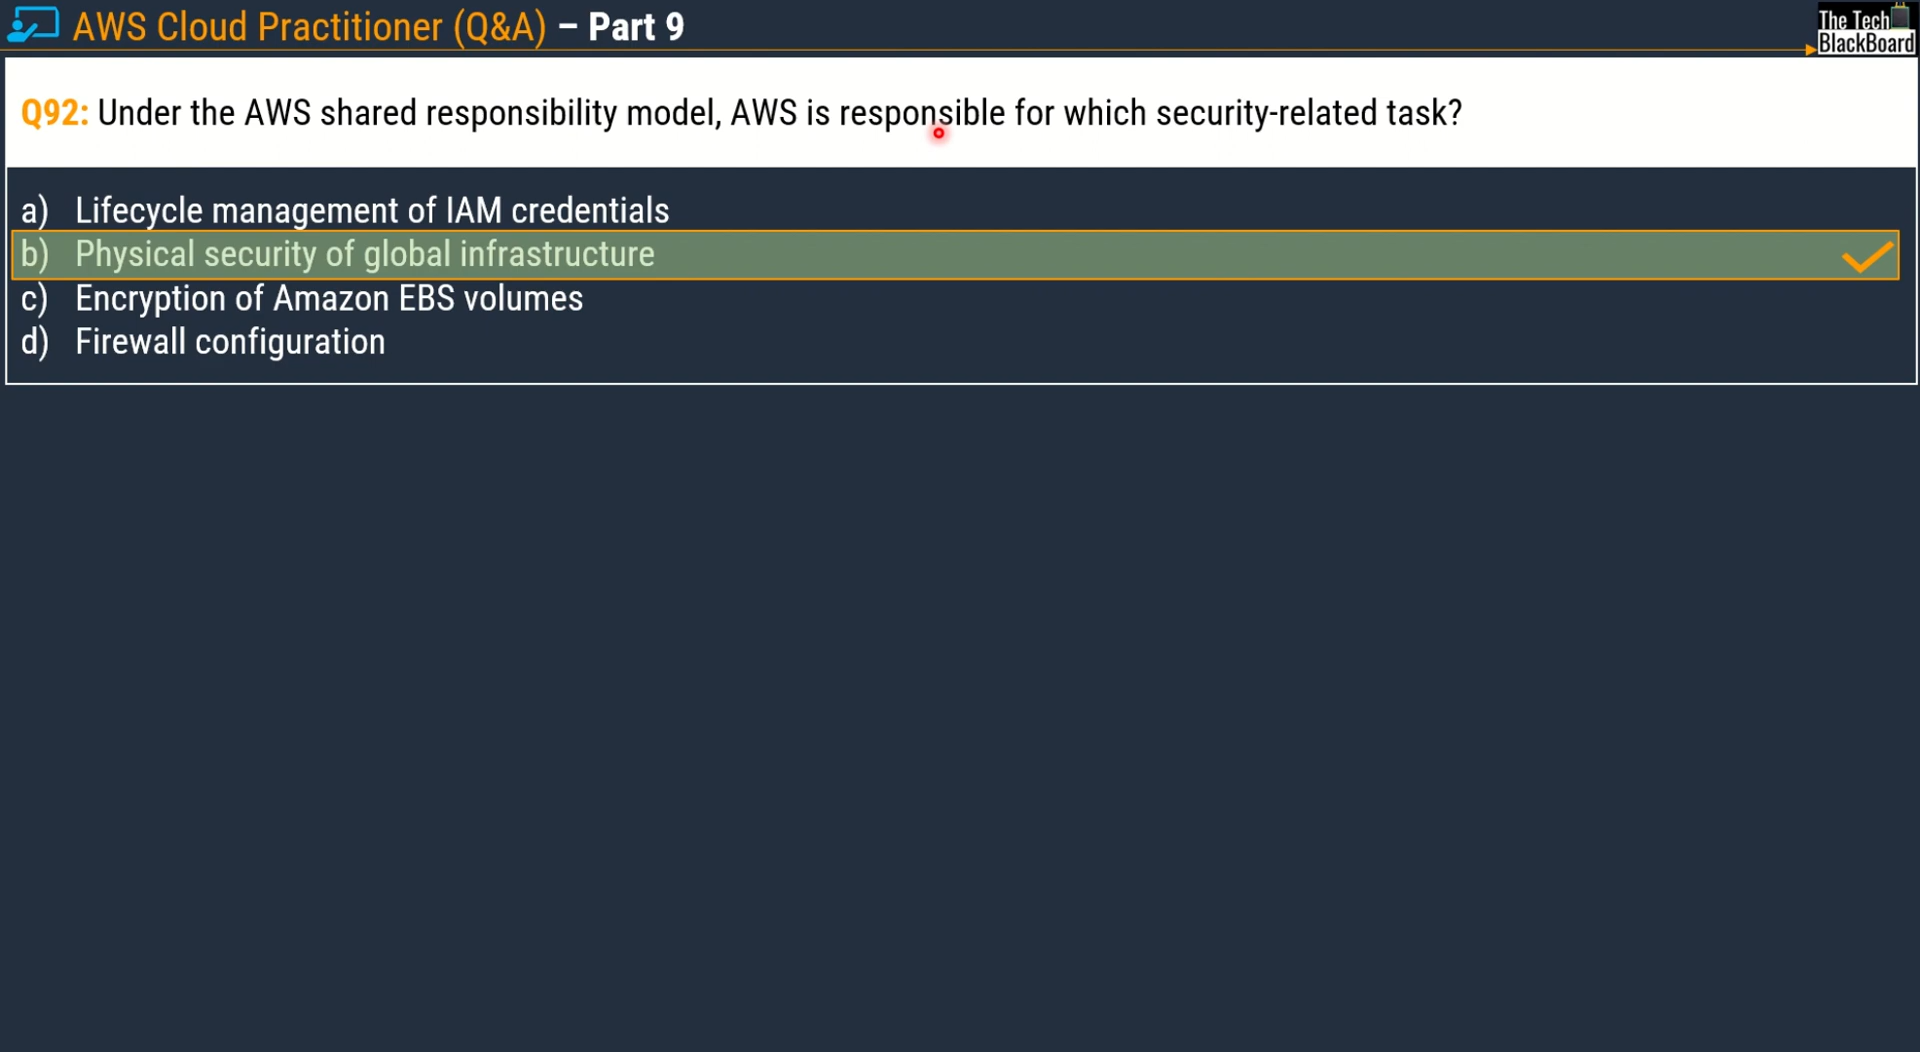 AWS Cloud Practitioner (Q&A) – Part 9
The Tech
BlackBoard
Q92: Under the AWS shared responsibility model, AWS is responsible for which security-related task?
a) Lifecycle management of IAM credentials
b) Physical security of global infrastructure
c) Encryption of Amazon EBS volumes
d) Firewall configuration